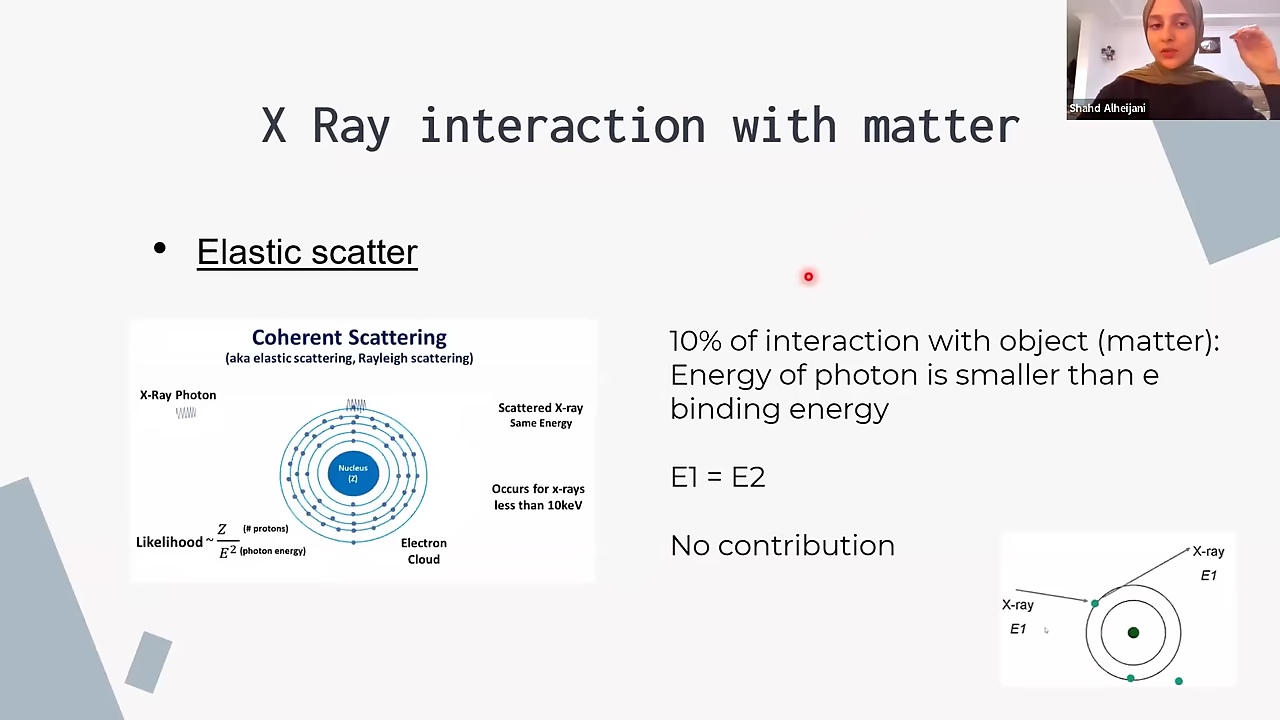 Shahd Alheijani
X Ray interaction with matter
• Elastic scatter
Coherent Scattering
(aka elastic scattering, Rayleigh scattering)
X-Ray Photon
Scattered X-ray
Same Energy
Nucleus
(Z)
Occurs for x-rays
less than 10keV
Likelihood ~ Z (# protons)
E² (photon energy)
Electron
Cloud
10% of interaction with object (matter):
Energy of photon is smaller than e
binding energy
E1 = E2
No contribution
X-ray
E1
X-ray
E1